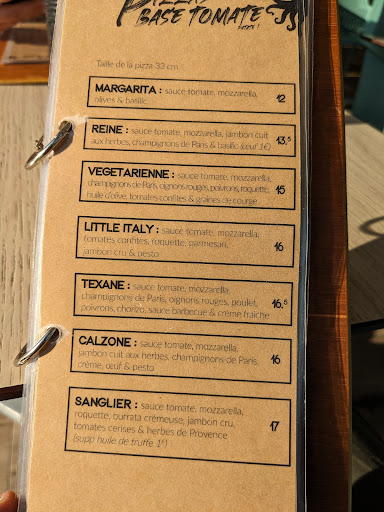 PIZZAS
BASE TOMATE
Taille de la pizza 33 cm
MARGARITA : sauce tomate, mozzarella, 12
olives & basilic
REINE : sauce tomate, mozzarella, jambon cuit 13,5
aux herbes, champignons de Paris & basilic (œuf 1€)
VEGETARIENNE : sauce tomate, mozzarella,
champignons de Paris, oignons rouges, poivrons, roquette, 15
huile d'olive, tomates confites & graines de courge
LITTLE ITALY : sauce tomate, mozzarella,
tomates confites, roquette, parmesan, 16
jambon cru & pesto
TEXANE : sauce tomate, mozzarella,
champignons de Paris, oignons rouges, poulet, 16,5
poivrons, chorizo, sauce barbecue & crème fraiche
CALZONE : sauce tomate, mozzarella,
jambon cuit aux herbes, champignons de Paris, 16
crème, œuf & pesto
SANGLIER : sauce tomate, mozzarella,
roquette, burrata crémeuse, jambon cru, 17
tomates cerises & herbes de Provence
(supp huile de truffe 1€)